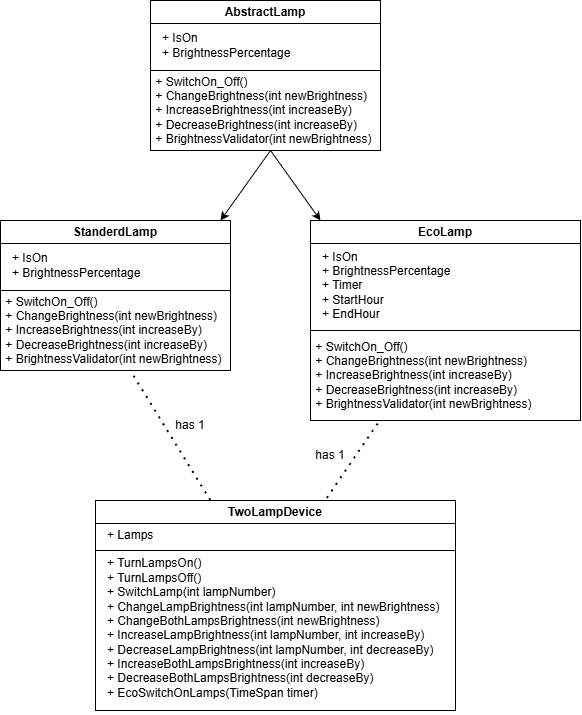 AbstractLamp
+ IsOn
+ BrightnessPercentage
+ SwitchOn_Off()
+ ChangeBrightness(int newBrightness)
+ IncreaseBrightness(int increaseBy)
+ DecreaseBrightness(int increaseBy)
+ BrightnessValidator(int newBrightness)
StanderdLamp
+ IsOn
+ BrightnessPercentage
+ SwitchOn_Off()
+ ChangeBrightness(int newBrightness)
+ IncreaseBrightness(int increaseBy)
+ DecreaseBrightness(int increaseBy)
+ BrightnessValidator(int newBrightness)
EcoLamp
+ IsOn
+ BrightnessPercentage
+ Timer
+ StartHour
+ EndHour
+ SwitchOn_Off()
+ ChangeBrightness(int newBrightness)
+ IncreaseBrightness(int increaseBy)
+ DecreaseBrightness(int increaseBy)
+ BrightnessValidator(int newBrightness)
has 1
has 1
TwoLampDevice
+ Lamps
+ TurnLampsOn()
+ TurnLampsOff()
+ SwitchLamp(int lampNumber)
+ ChangeLampBrightness(int lampNumber, int newBrightness)
+ ChangeBothLampsBrightness(int newBrightness)
+ IncreaseLampBrightness(int lampNumber, int increaseBy)
+ DecreaseLampBrightness(int lampNumber, int decreaseBy)
+ IncreaseBothLampsBrightness(int increaseBy)
+ DecreaseBothLampsBrightness(int decreaseBy)
+ EcoSwitchOnLamps(TimeSpan timer)